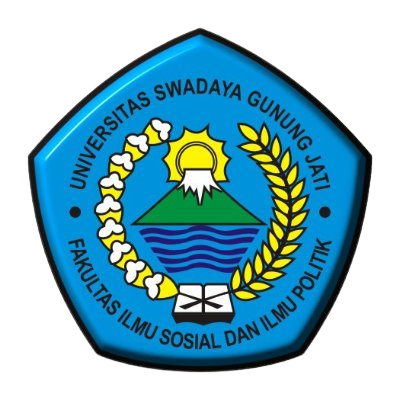 UNIVERSITAS SWADAYA GUNUNG JATI
FAKULTAS ILMU SOSIAL DAN ILMU POLITIK